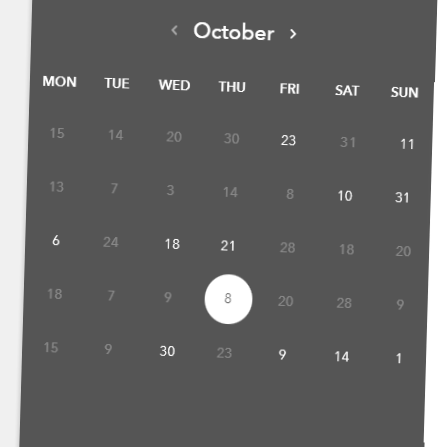 ‹ October ›
MON TUE WED THU FRI SAT SUN
15 14 20 30 23 31 11
13 7 3 14 8 10 31
6 24 18 21 28 18 20
18 7 9 8 20 28 9
15 9 30 23 9 14 1